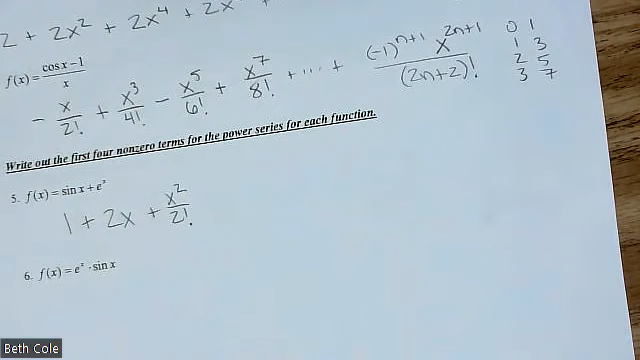 2 + 2x² + 2x⁴ + 2x
f(x) = (cos x − 1)/x
− x/2! + x³/4! − x⁵/6! + x⁷/8! + ... + (-1)ⁿ⁺¹ x²ⁿ⁺¹/(2n+2)!
0 1
1 3
2 5
3 7
Write out the first four nonzero terms for the power series for each function.
5. f(x) = sin x + eˣ
1 + 2x + x²/2!
6. f(x) = eˣ · sin x
Beth Cole